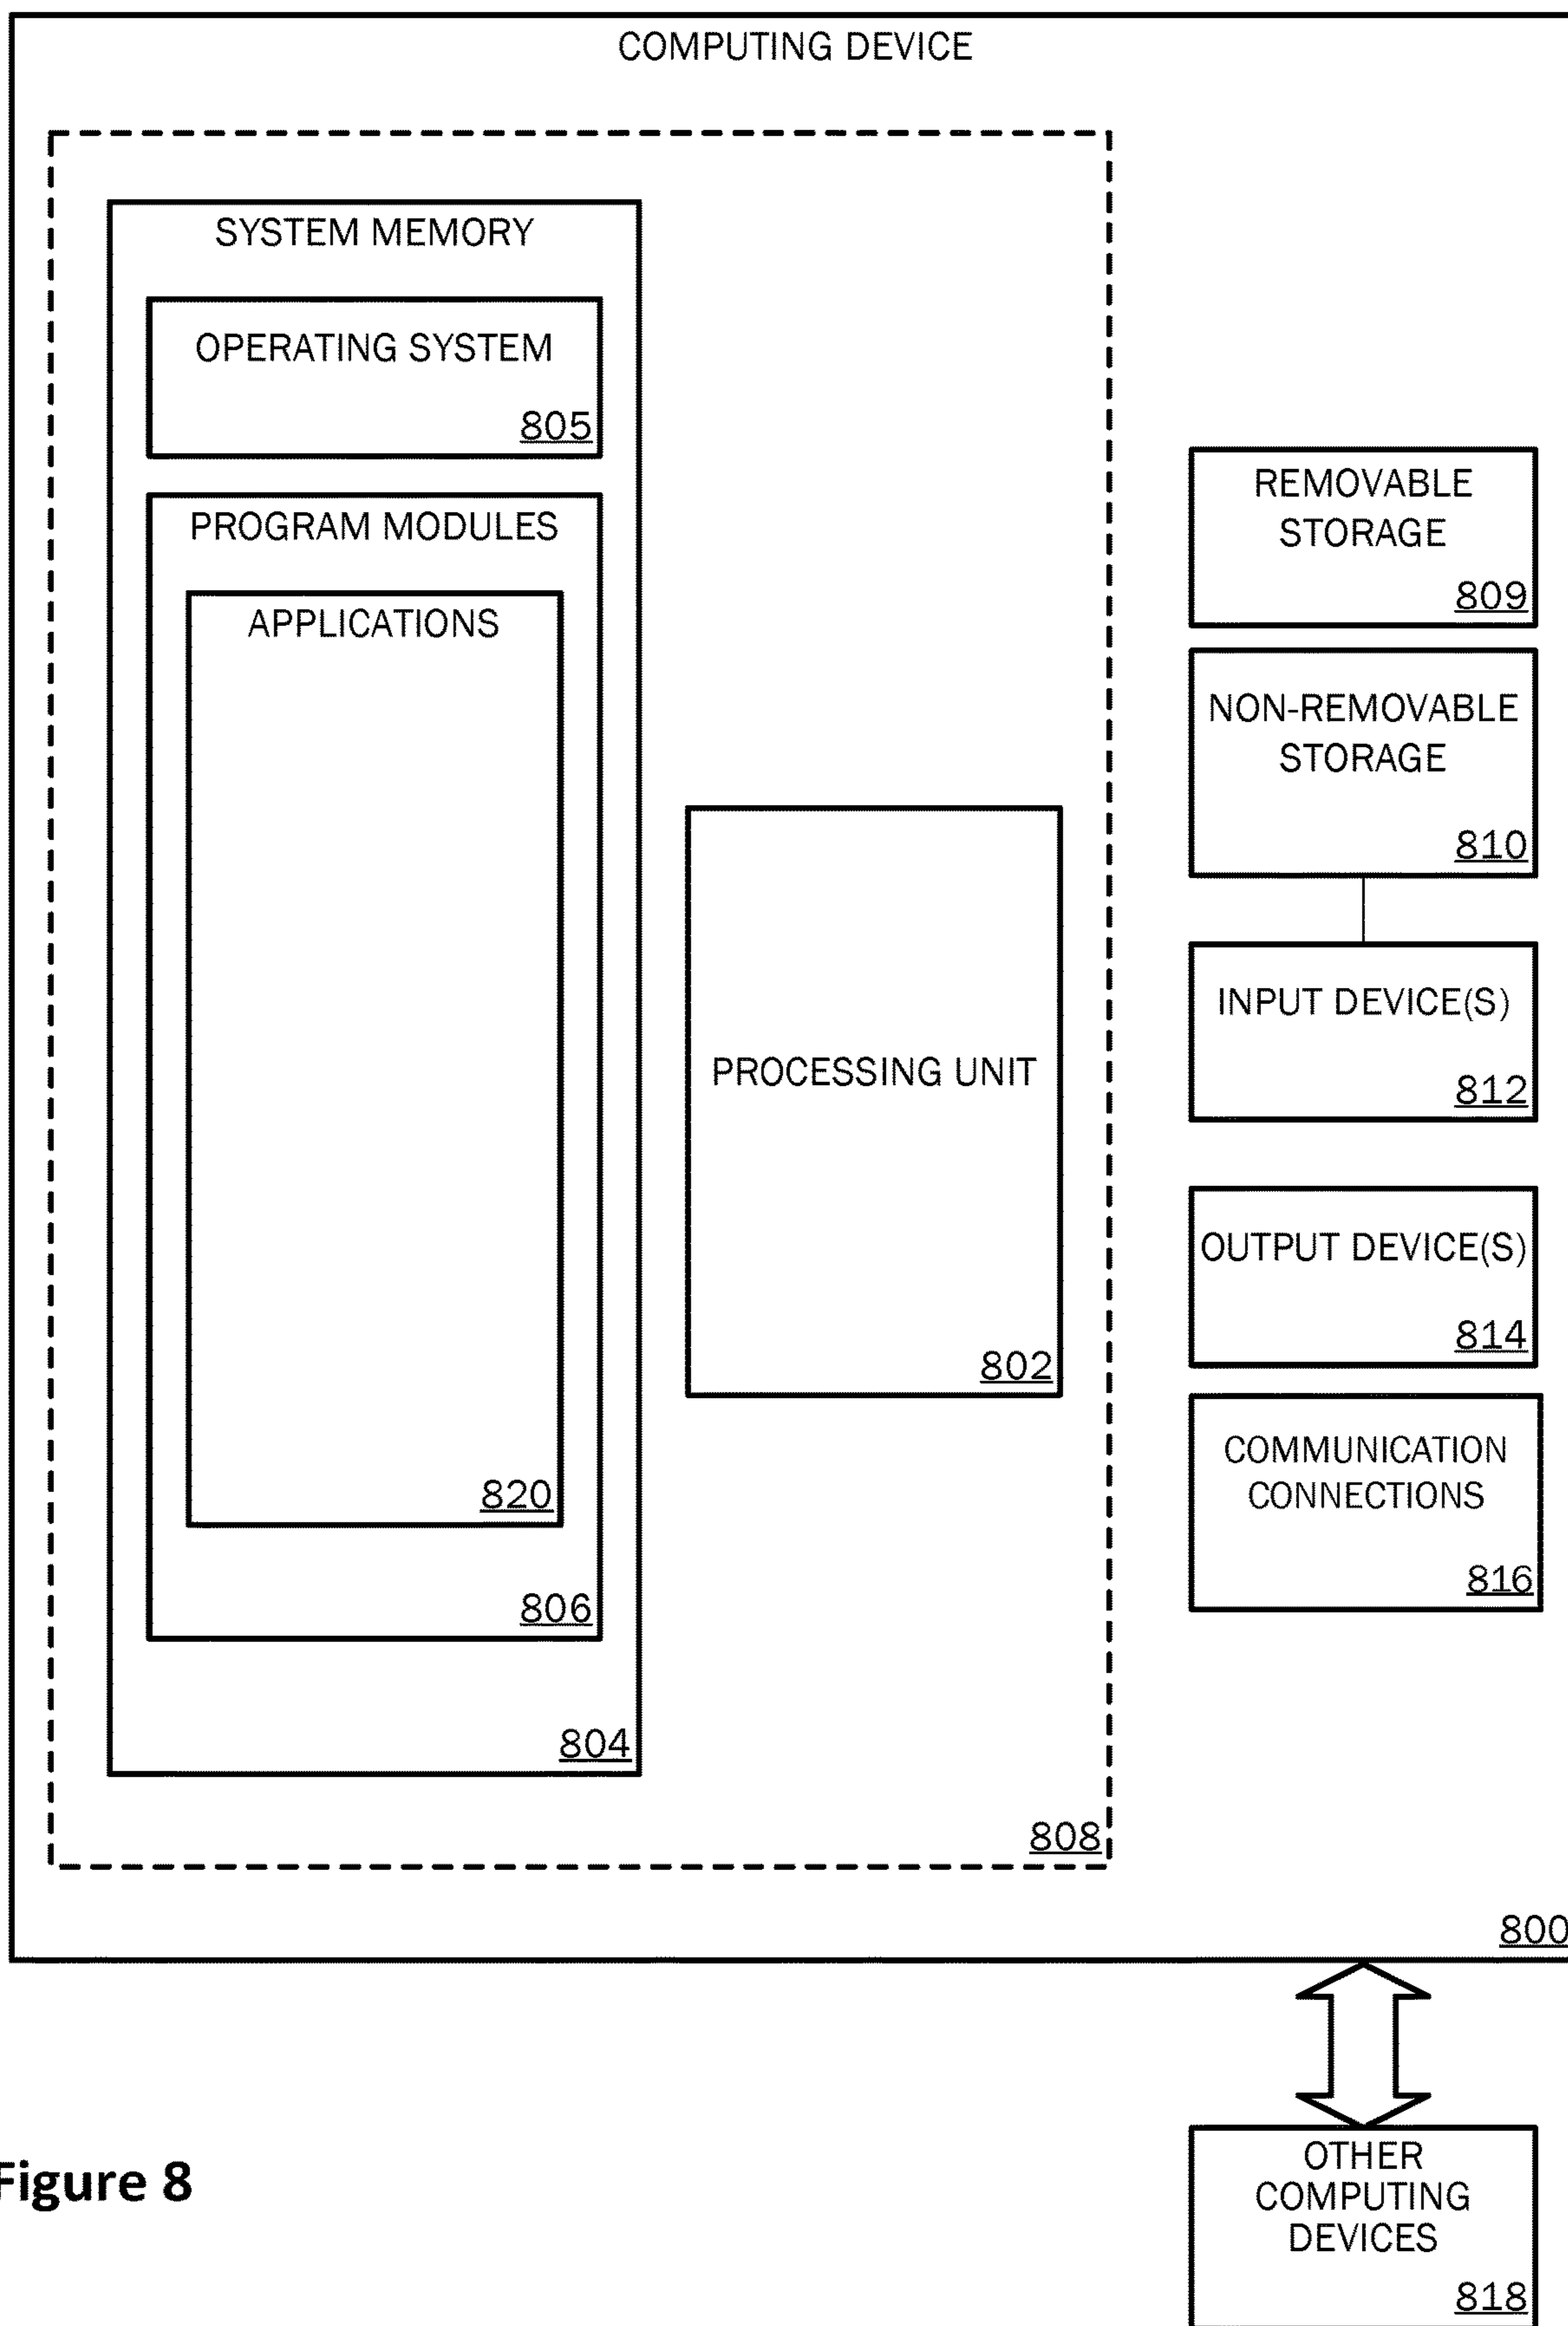 COMPUTING DEVICE
SYSTEM MEMORY
OPERATING SYSTEM
805
PROGRAM MODULES
APPLICATIONS
820
806
804
PROCESSING UNIT
802
808
REMOVABLE
STORAGE
809
NON-REMOVABLE
STORAGE
810
INPUT DEVICE(S)
812
OUTPUT DEVICE(S)
814
COMMUNICATION
CONNECTIONS
816
800
OTHER
COMPUTING
DEVICES
818
Figure 8